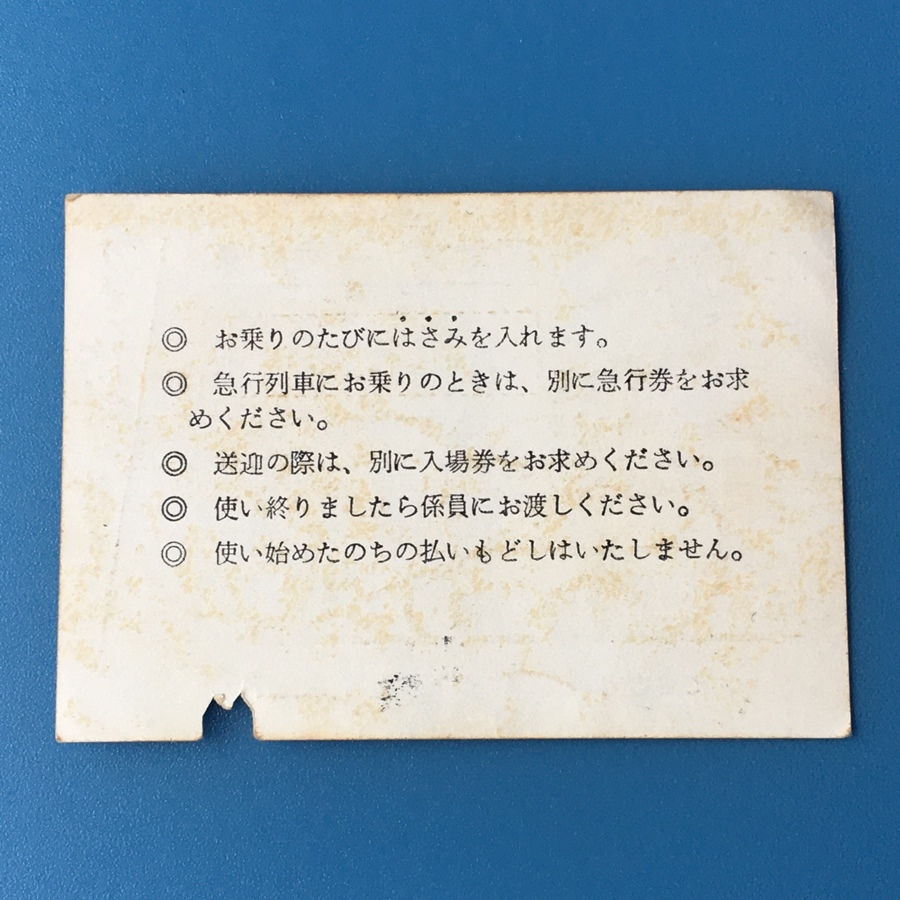 ◎ お乗りのたびにはさみを入れます。
◎ 急行列車にお乗りのときは、別に急行券をお求
めください。
◎ 送迎の際は、別に入場券をお求めください。
◎ 使い終りましたら係員にお渡しください。
◎ 使い始めたのちの払いもどしはいたしません。